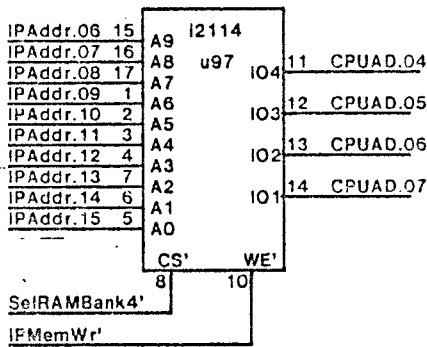 IPAddr.06 15 A9
IPAddr.07 16 A8
IPAddr.08 17 A7
IPAddr.09 1 A6
IPAddr.10 2 A5
IPAddr.11 3 A4
IPAddr.12 4 A3
IPAddr.13 7 A2
IPAddr.14 6 A1
IPAddr.15 5 A0
i2114
u97
IO4 11 CPUAD.04
IO3 12 CPUAD.05
IO2 13 CPUAD.06
IO1 14 CPUAD.07
CS' WE'
8 10
SelRAMBank4'
IPMemWr'